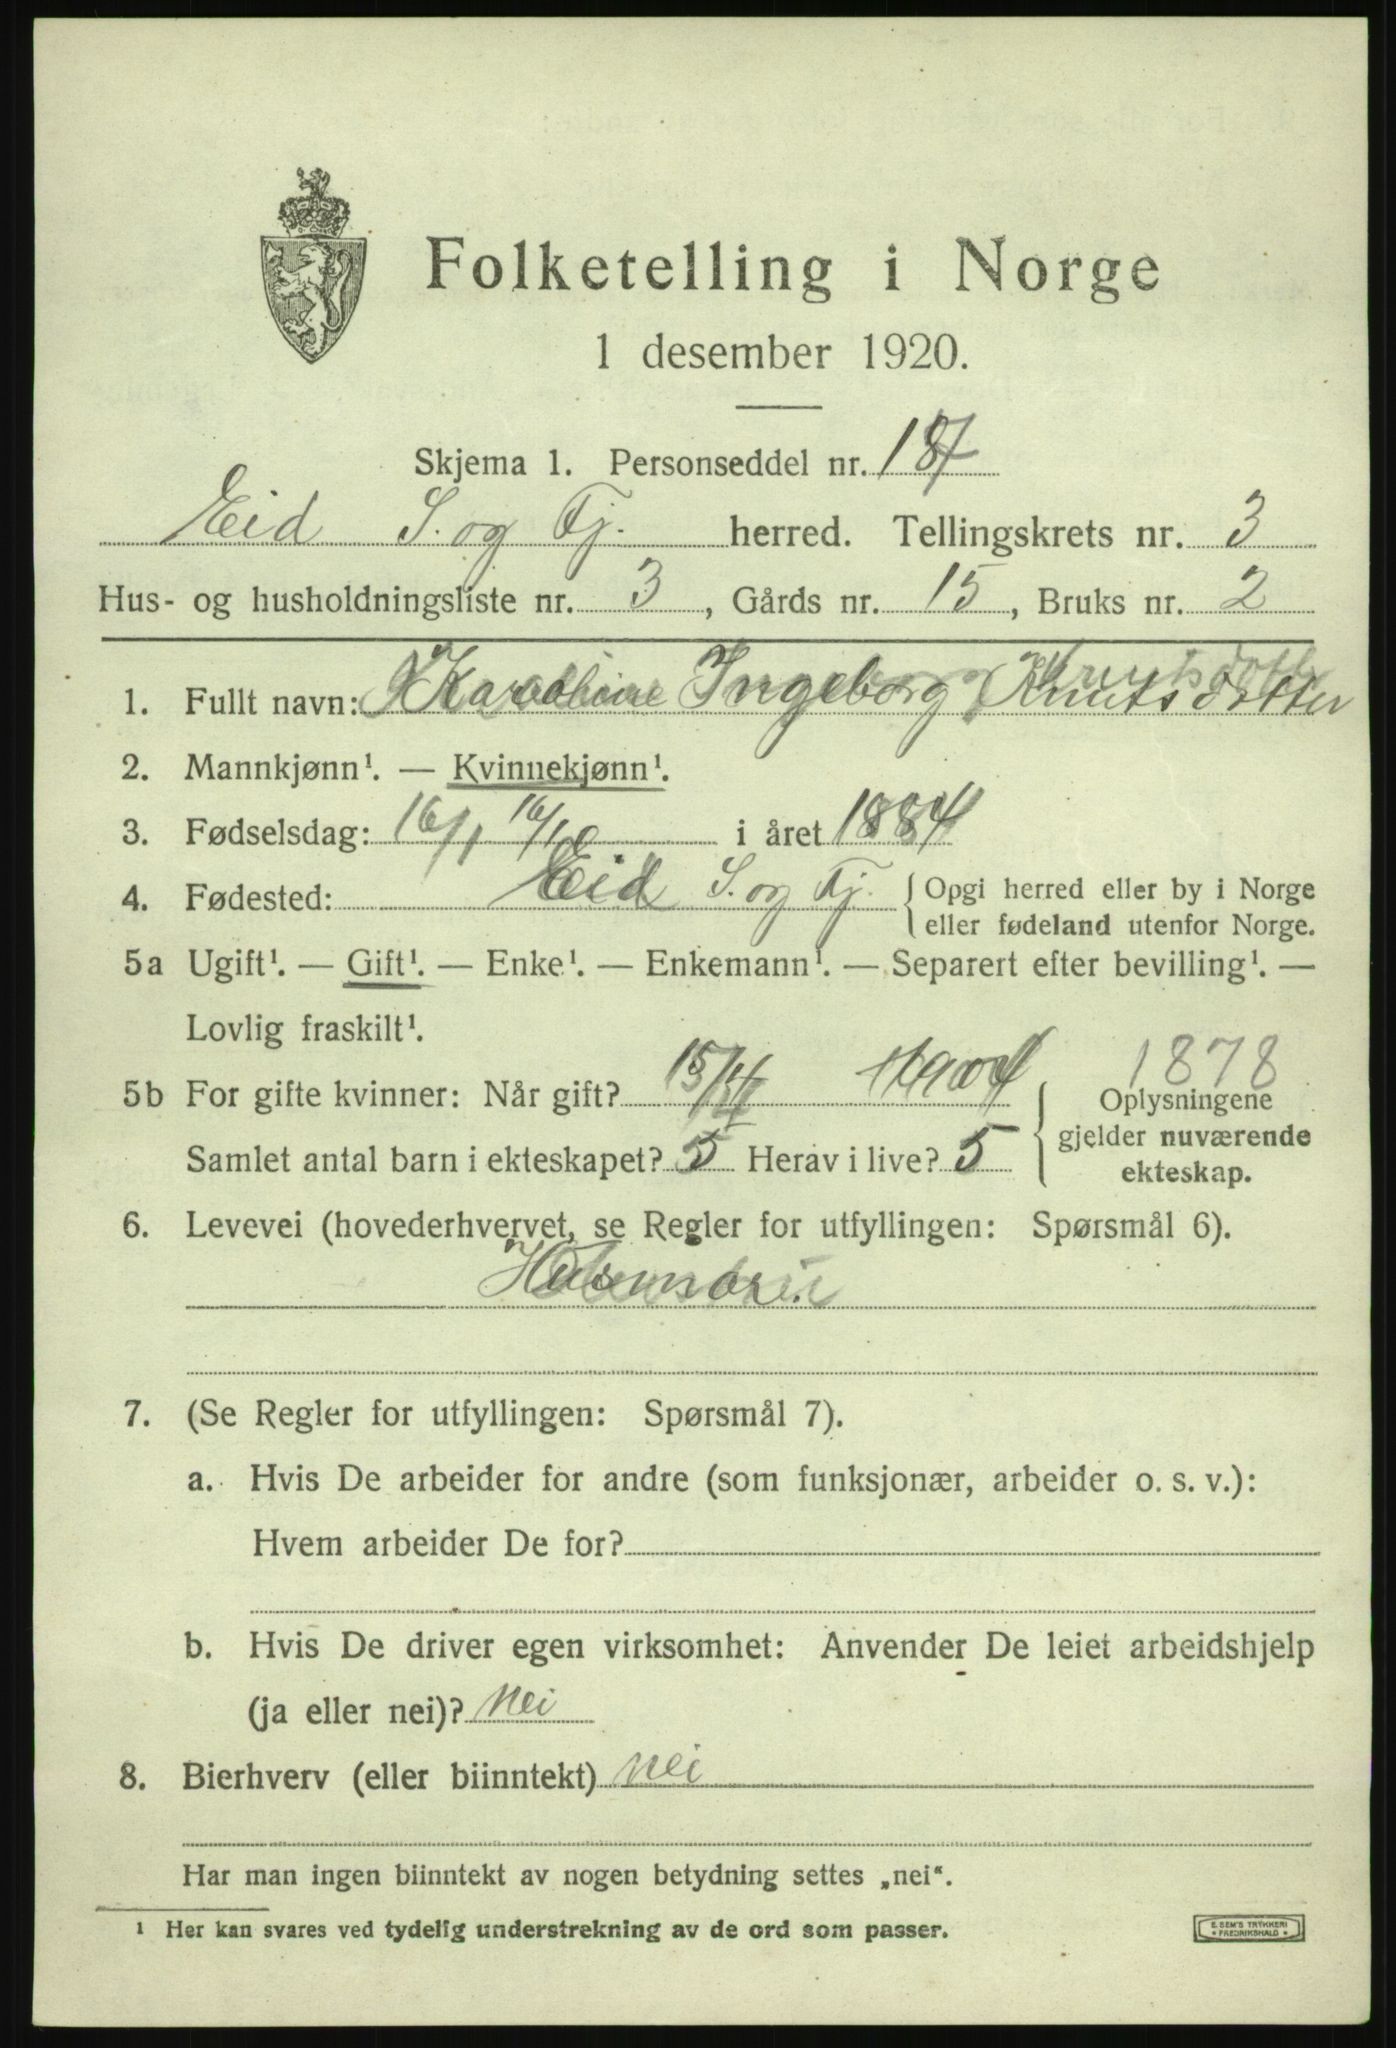 Folketelling i Norge
1 desember 1920.
Skjema 1. Personseddel nr. 187
Eid S. og Fj. herred. Tellingskrets nr. 3
Hus- og husholdningsliste nr. 3, Gårds nr. 15, Bruks nr. 2
1. Fullt navn: Karoline Ingeborg Knutsdotter
2. Mannkjønn¹. — Kvinnekjønn¹.
3. Fødselsdag: 16/1 16/10 i året 1884
4. Fødested: Eid S. og Fj. { Opgi herred eller by i Norge
eller fødeland utenfor Norge.
5a Ugift¹. — Gift¹. — Enke¹. — Enkemann¹. — Separert efter bevilling¹. —
Lovlig fraskilt¹.
1878
5b For gifte kvinner: Når gift? 15/4 { Oplysningene
gjelder nuværende
Samlet antal barn i ekteskapet? 5 Herav i live? 5
ekteskap.
6. Levevei (hovederhvervet, se Regler for utfyllingen: Spørsmål 6).
Husmor.
7. (Se Regler for utfyllingen: Spørsmål 7).
a. Hvis De arbeider for andre (som funksjonær, arbeider o. s. v.):
Hvem arbeider De for?
b. Hvis De driver egen virksomhet: Anvender De leiet arbeidshjelp
(ja eller nei)? nei
8. Bierhverv (eller biinntekt) nei
Har man ingen biinntekt av nogen betydning settes „nei“.
¹ Her kan svares ved tydelig understrekning av de ord som passer.
E. SEM'S TRYKKERI
* FREDRIKSHALD *